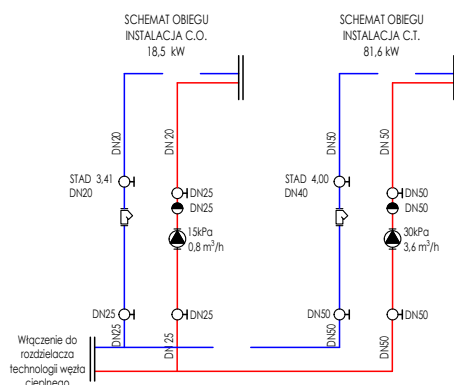 SCHEMAT OBIEGU
INSTALACJA C.O.
18,5 kW
SCHEMAT OBIEGU
INSTALACJA C.T.
81,6 kW
DN20
DN 20
DN50
DN 50
STAD 3,41
DN20
DN25
DN25
STAD 4,00
DN40
DN50
DN50
15kPa
0,8 m³/h
30kPa
3,6 m³/h
DN25
DN25
DN50
DN50
DN25
DN 25
DN50
DN50
Włączenie do
rozdzielacza
technologii węzła
cieplnego